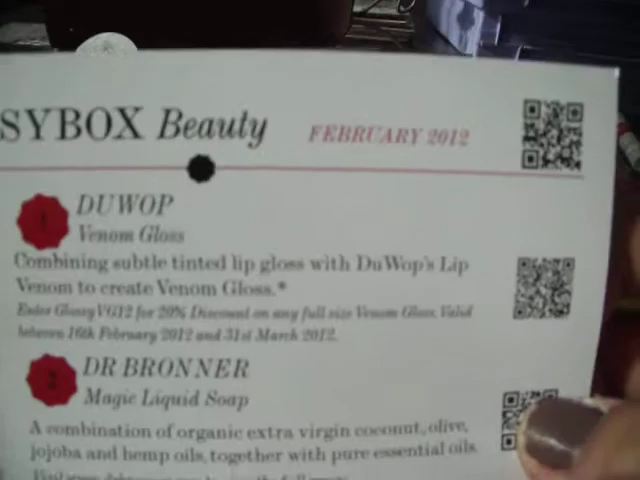 SYBOX Beauty FEBRUARY 2012
1 DUWOP
Venom Gloss
Combining subtle tinted lip gloss with DuWop's Lip
Venom to create Venom Gloss.*
Enter GlossyVG12 for 20% Discount on any full size Venom Gloss. Valid
between 16th February 2012 and 31st March 2012.
2 DR BRONNER
Magic Liquid Soap
A combination of organic extra virgin coconut, olive,
jojoba and hemp oils, together with pure essential oils.